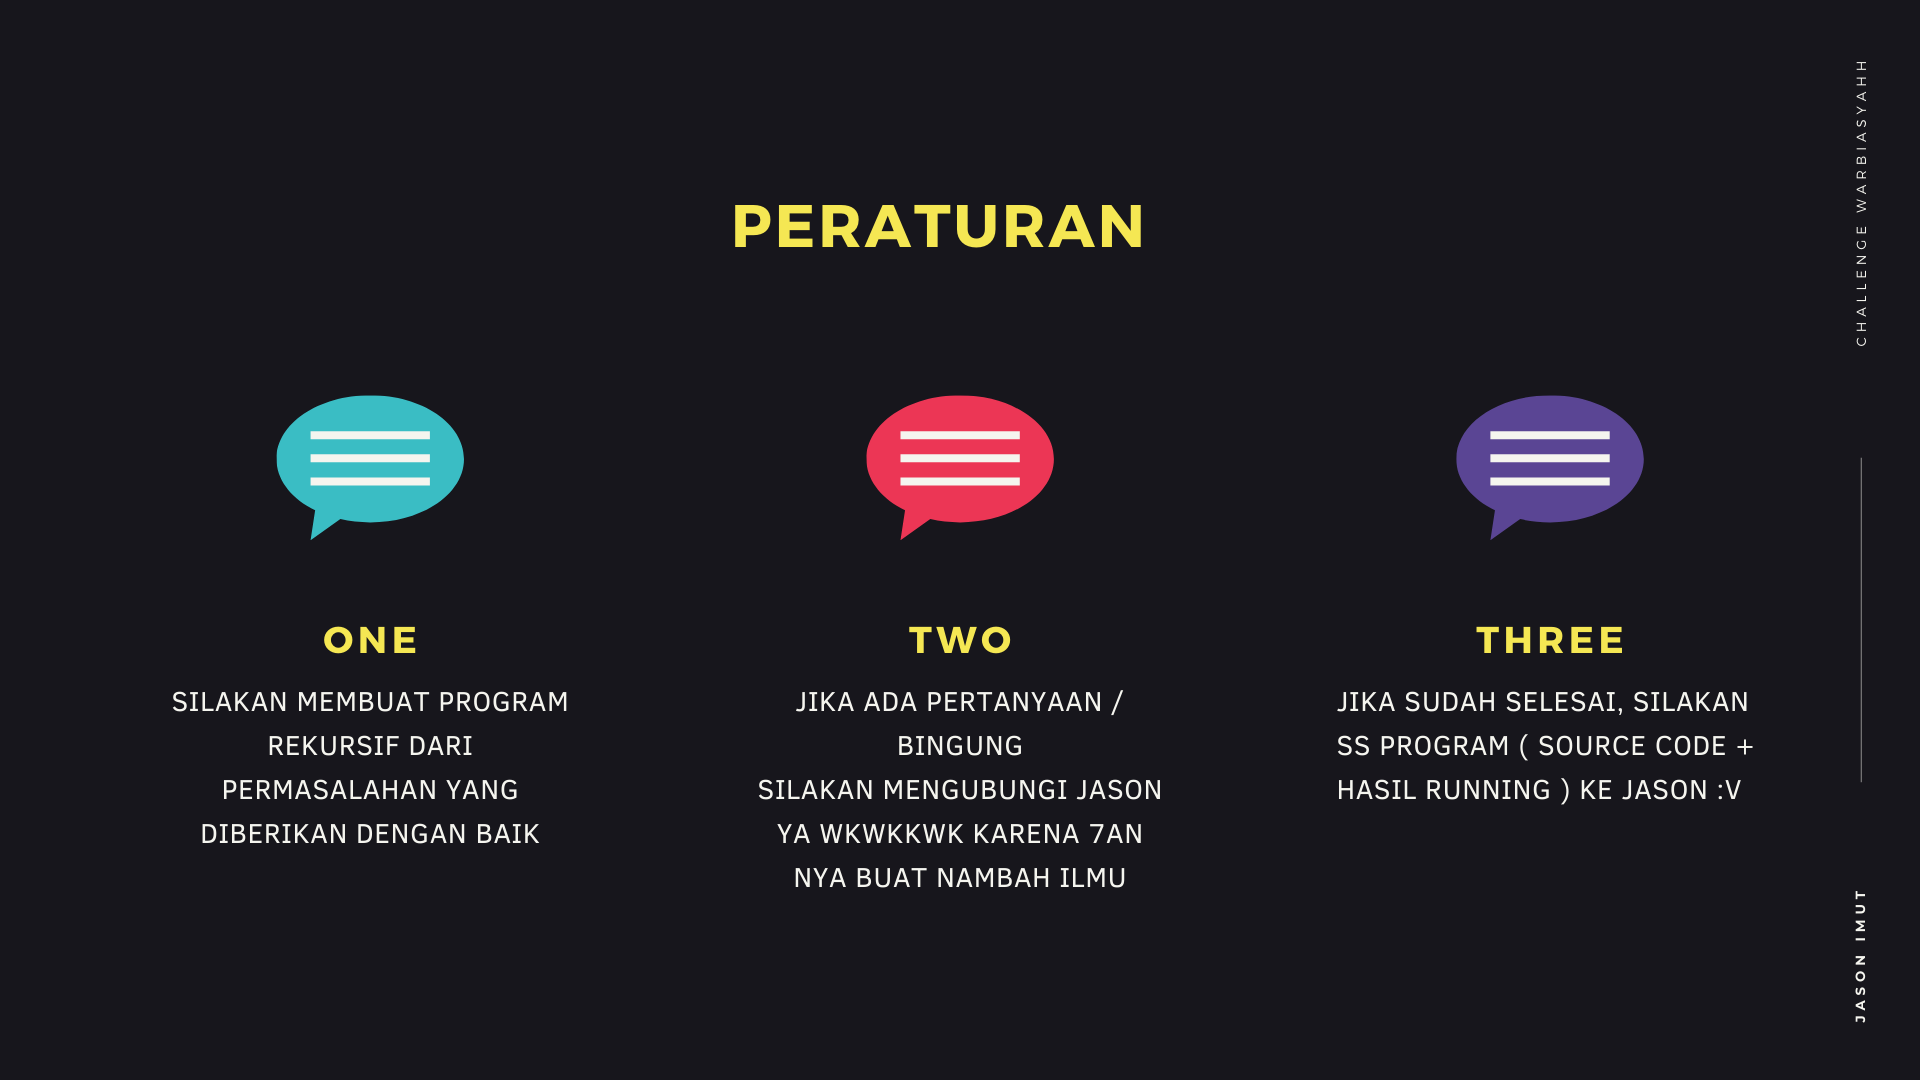 CHALLENGE WARBIASYAHH
PERATURAN
ONE
SILAKAN MEMBUAT PROGRAM
REKURSIF DARI
PERMASALAHAN YANG
DIBERIKAN DENGAN BAIK
TWO
JIKA ADA PERTANYAAN /
BINGUNG
SILAKAN MENGUBUNGI JASON
YA WKWKKWK KARENA 7AN
NYA BUAT NAMBAH ILMU
THREE
JIKA SUDAH SELESAI, SILAKAN
SS PROGRAM ( SOURCE CODE +
HASIL RUNNING ) KE JASON :V
JASON IMUT